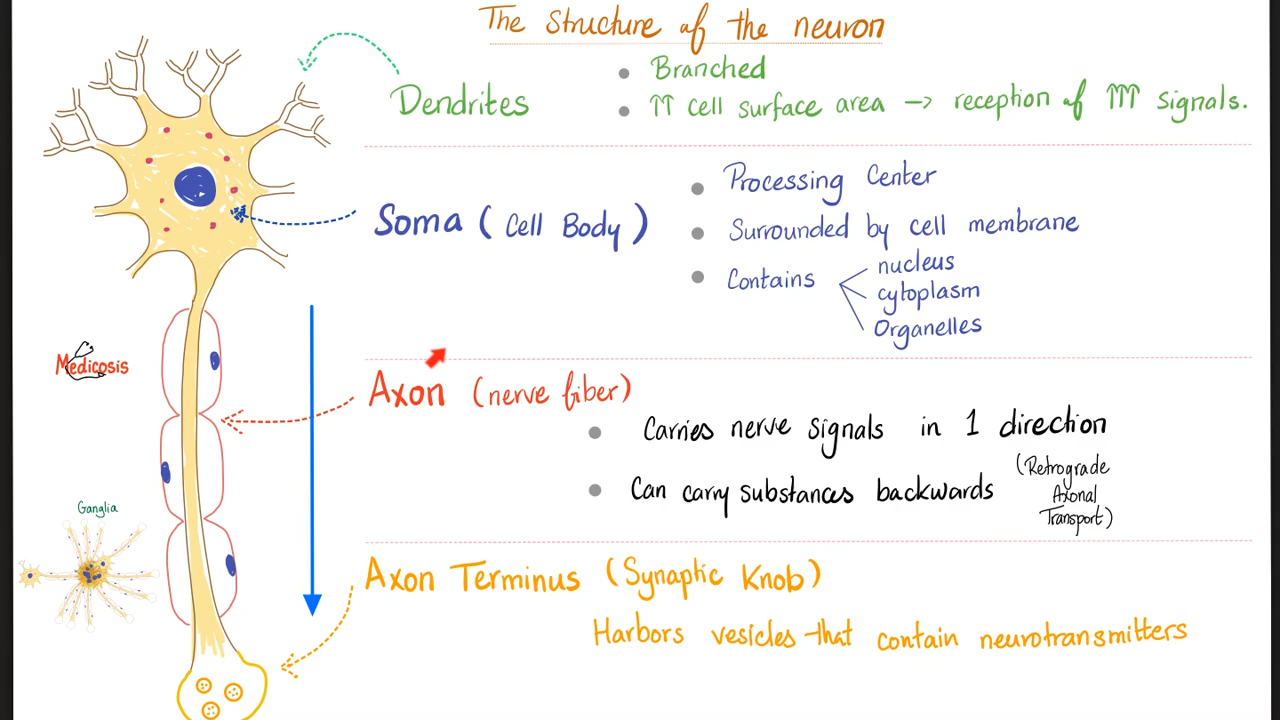 The Structure of the neuron
Dendrites
• Branched
• ↑↑ cell surface area → reception of ↑↑↑ signals.
Soma (Cell Body)
• Processing Center
• Surrounded by cell membrane
• Contains
nucleus
cytoplasm
Organelles
Medicosis
Axon (nerve fiber)
• Carries nerve signals in 1 direction
• Can carry substances backwards (Retrograde
Axonal
Transport)
Ganglia
Axon Terminus (Synaptic Knob)
Harbors vesicles that contain neurotransmitters